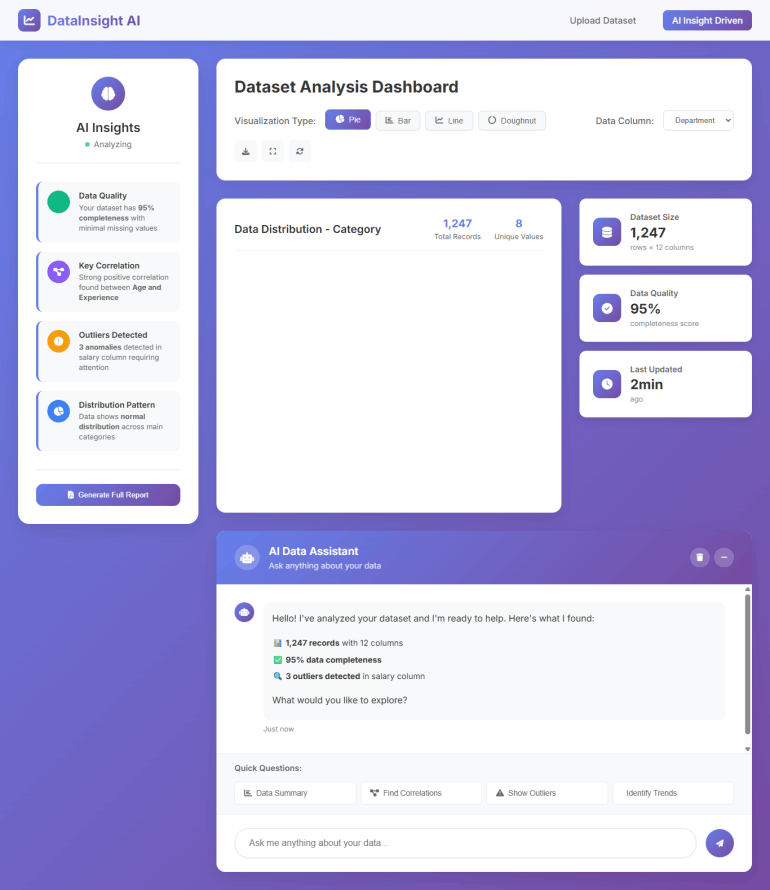 DataInsight AI
Upload Dataset
AI Insight Driven
AI Insights
Analyzing
Data Quality
Your dataset has 95%
completeness with
minimal missing values
Key Correlation
Strong positive correlation
found between Age and
Experience
Outliers Detected
3 anomalies detected in
salary column requiring
attention
Distribution Pattern
Data shows normal
distribution across main
categories
Generate Full Report
Dataset Analysis Dashboard
Visualization Type:
Pie
Bar
Line
Doughnut
Data Column:
Department
Data Distribution - Category
1,247
Total Records
8
Unique Values
Dataset Size
1,247
rows × 12 columns
Data Quality
95%
completeness score
Last Updated
2min
ago
AI Data Assistant
Ask anything about your data
Hello! I've analyzed your dataset and I'm ready to help. Here's what I found:
📊 1,247 records with 12 columns
✅ 95% data completeness
🔍 3 outliers detected in salary column
What would you like to explore?
Just now
Quick Questions:
Data Summary
Find Correlations
Show Outliers
Identify Trends
Ask me anything about your data...